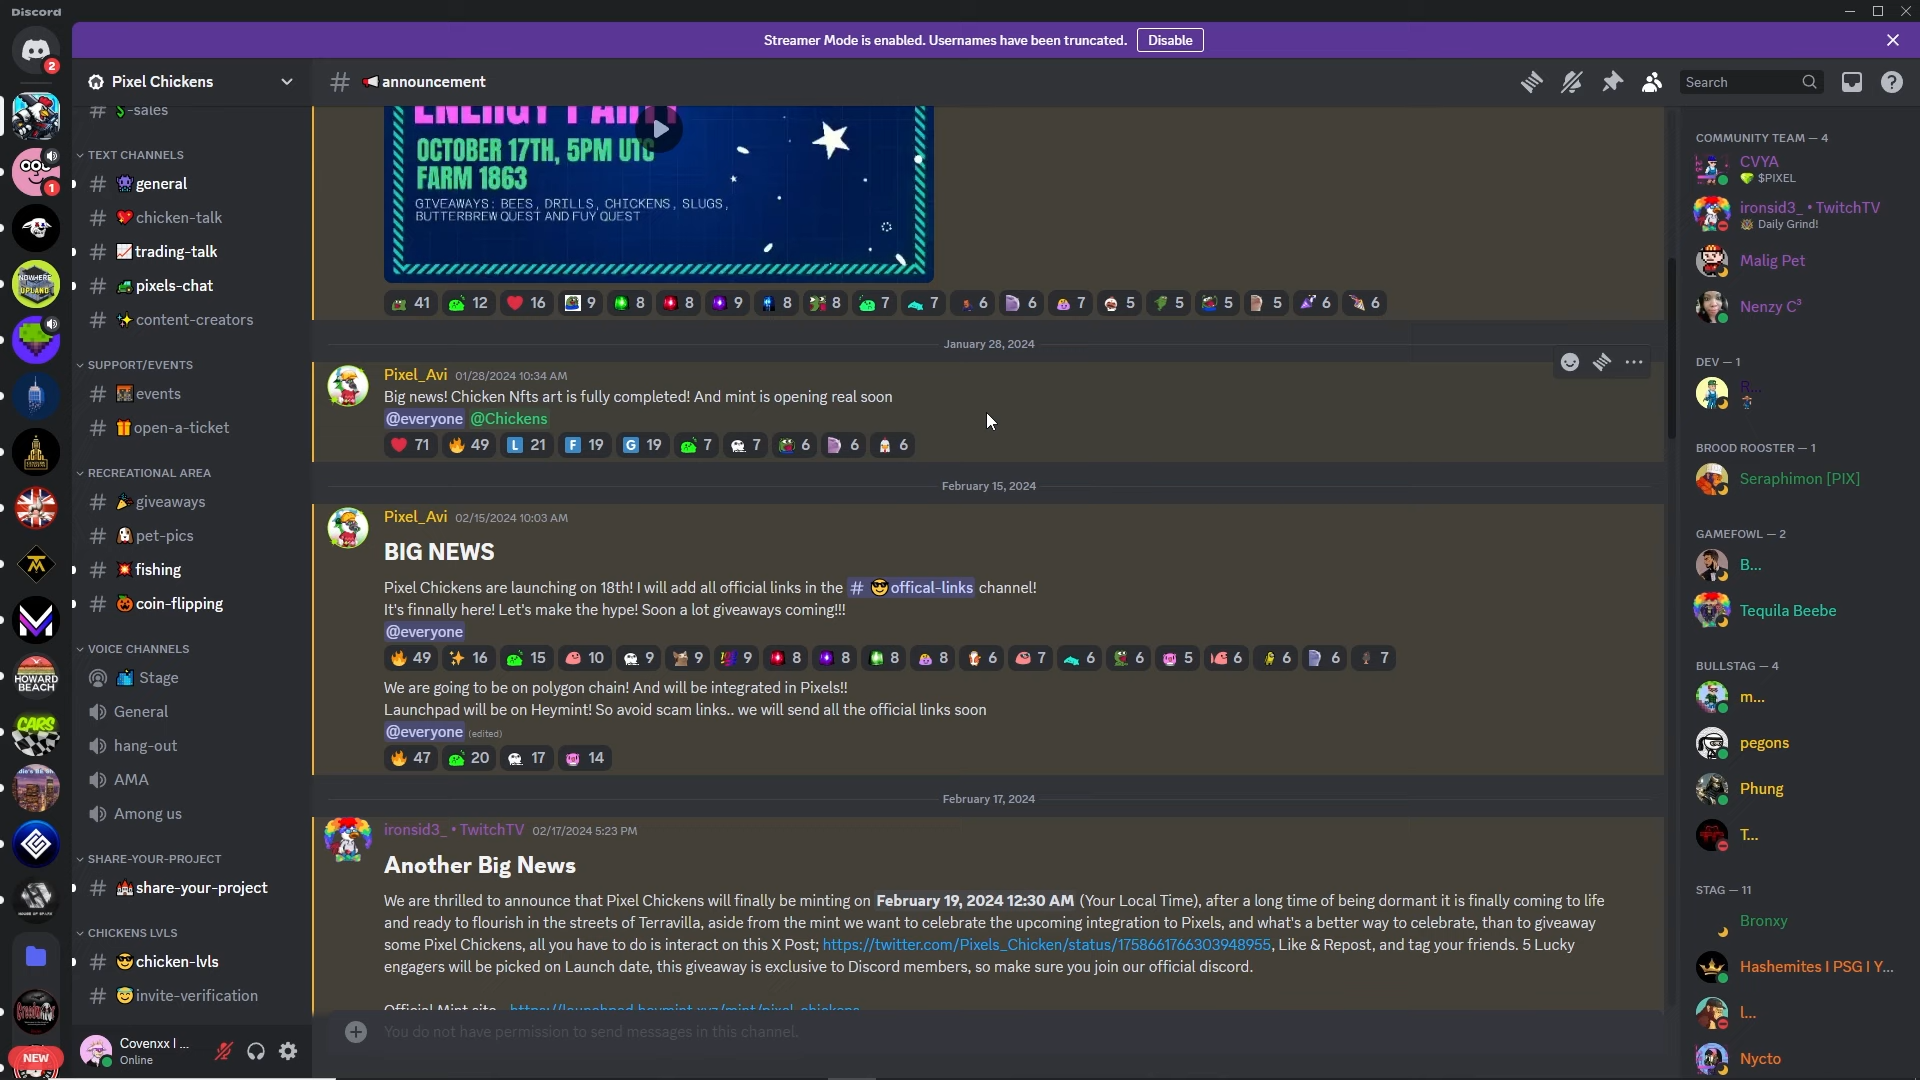 Discord
Streamer Mode is enabled. Usernames have been truncated. Disable
2
Pixel Chickens
announcement
Search
-sales
TEXT CHANNELS
general
chicken-talk
trading-talk
pixels-chat
content-creators
SUPPORT/EVENTS
events
open-a-ticket
RECREATIONAL AREA
giveaways
pet-pics
fishing
coin-flipping
VOICE CHANNELS
Stage
General
hang-out
AMA
Among us
SHARE-YOUR-PROJECT
share-your-project
CHICKENS LVLS
chicken-lvls
invite-verification
Covenxx I ...
Online
1
NOWHERE
UPLAND
HOWARD
BEACH
CARS
NEW
ENERGY PARTY
OCTOBER 17TH, 5PM UTC
FARM 1863
GIVEAWAYS: BEES, DRILLS, CHICKENS, SLUGS,
BUTTERBREW QUEST AND FUY QUEST
41 12 16 9 8 8 9 8 8 7 7 6 6 7 5 5 5 5 6 6
January 28, 2024
Pixel_Avi 01/28/2024 10:34 AM
Big news! Chicken Nfts art is fully completed! And mint is opening real soon
@everyone @Chickens
71 49 L 21 F 19 G 19 7 7 6 6 6
February 15, 2024
Pixel_Avi 02/15/2024 10:03 AM
BIG NEWS
Pixel Chickens are launching on 18th! I will add all official links in the # offical-links channel!
It's finnally here! Let's make the hype! Soon a lot giveaways coming!!!
@everyone
49 16 15 10 9 9 9 8 8 8 8 6 7 6 6 5 6 6 6 7
We are going to be on polygon chain! And will be integrated in Pixels!!
Launchpad will be on Heymint! So avoid scam links.. we will send all the official links soon
@everyone (edited)
47 20 17 14
February 17, 2024
ironsid3_ • TwitchTV 02/17/2024 5:23 PM
Another Big News
We are thrilled to announce that Pixel Chickens will finally be minting on February 19, 2024 12:30 AM (Your Local Time), after a long time of being dormant it is finally coming to life
and ready to flourish in the streets of Terravilla, aside from the mint we want to celebrate the upcoming integration to Pixels, and what's a better way to celebrate, than to giveaway
some Pixel Chickens, all you have to do is interact on this X Post; https://twitter.com/Pixels_Chicken/status/1758661766303948955, Like & Repost, and tag your friends. 5 Lucky
engagers will be picked on Launch date, this giveaway is exclusive to Discord members, so make sure you join our official discord.
Official Mint site - https://launchpad.heymint.xyz/mint/pixel-chickens
You do not have permission to send messages in this channel.
COMMUNITY TEAM — 4
CVYA
$PIXEL
ironsid3_ • TwitchTV
Daily Grind!
Malig Pet
Nenzy C³
DEV — 1
R...
BROOD ROOSTER — 1
Seraphimon [PIX]
GAMEFOWL — 2
B...
Tequila Beebe
BULLSTAG — 4
m...
pegons
Phung
T...
STAG — 11
Bronxy
Hashemites I PSG I Y...
l...
Nycto